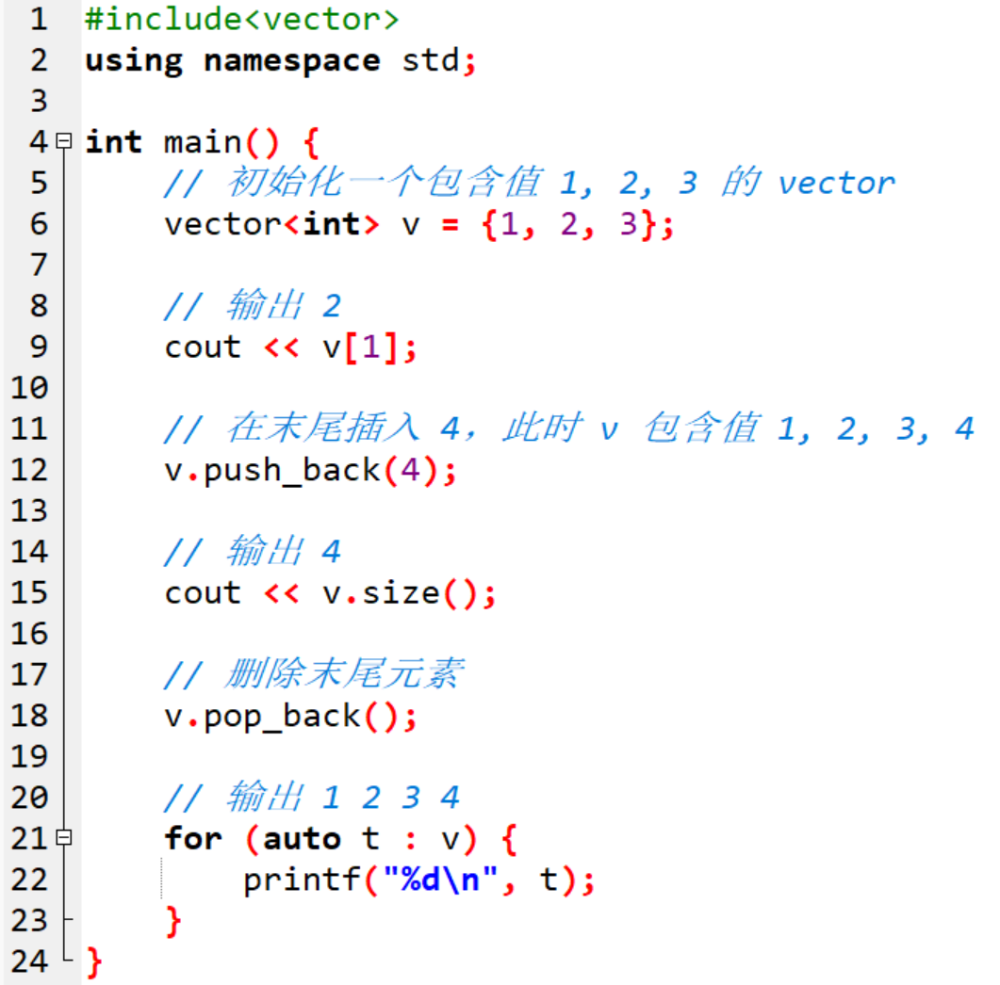 1 #include<vector>
2 using namespace std;
3
4 int main() {
5 // 初始化一个包含值 1, 2, 3 的 vector
6 vector<int> v = {1, 2, 3};
7
8 // 输出 2
9 cout << v[1];
10
11 // 在末尾插入 4，此时 v 包含值 1, 2, 3, 4
12 v.push_back(4);
13
14 // 输出 4
15 cout << v.size();
16
17 // 删除末尾元素
18 v.pop_back();
19
20 // 输出 1 2 3 4
21 for (auto t : v) {
22 printf("%d\n", t);
23 }
24 }